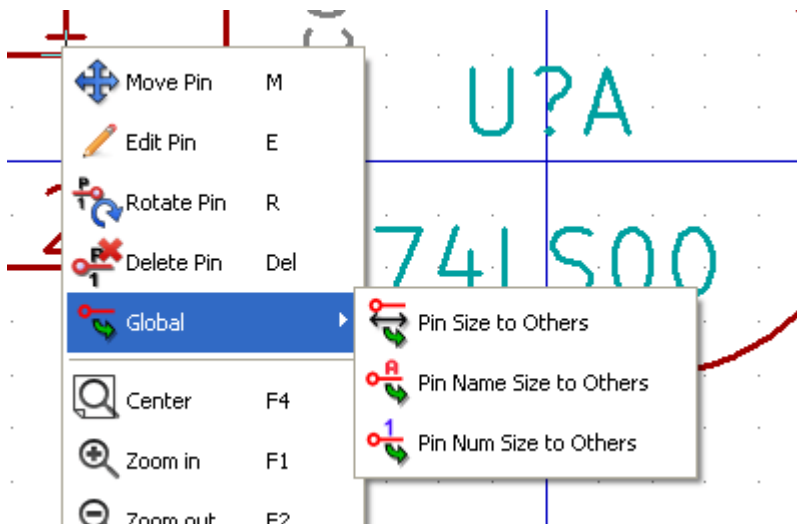 Move Pin M
U?A
Edit Pin E
Rotate Pin R
74LS00
Delete Pin Del
Global
Pin Size to Others
Pin Name Size to Others
Center F4
Pin Num Size to Others
Zoom in F1
Zoom out F2